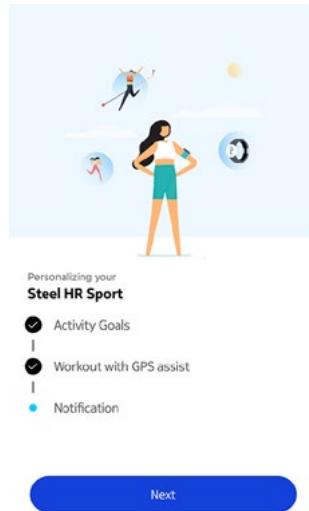 Personalizing your
Steel HR Sport
Activity Goals
Workout with GPS assist
Notification
Next